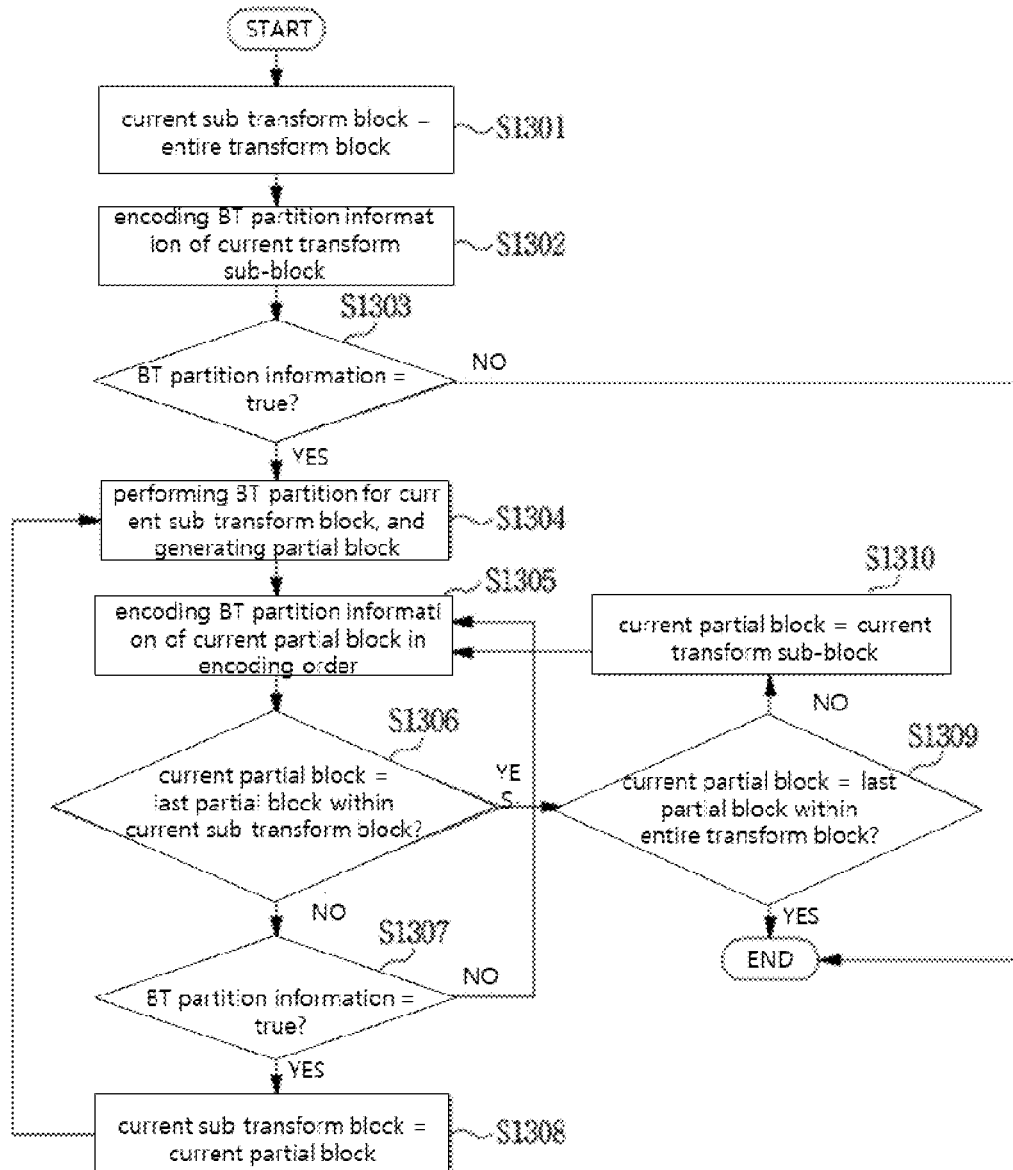 START
current sub transform block =
entire transform block
S1301
encoding BT partition informat
ion of current transform
sub-block
S1302
S1303
BT partition information =
true?
NO
YES
performing BT partition for curr
ent sub transform block, and
generating partial block
S1304
S1305
encoding BT partition informati
on of current partial block in
encoding order
S1310
current partial block = current
transform sub-block
NO
S1306
current partial block =
last partial block within
current sub transform block?
YE
S
S1309
current partial block = last
partial block within
entire transform block?
NO
YES
END
S1307
BT partition information =
true?
NO
YES
current sub transform block =
current partial block
S1308